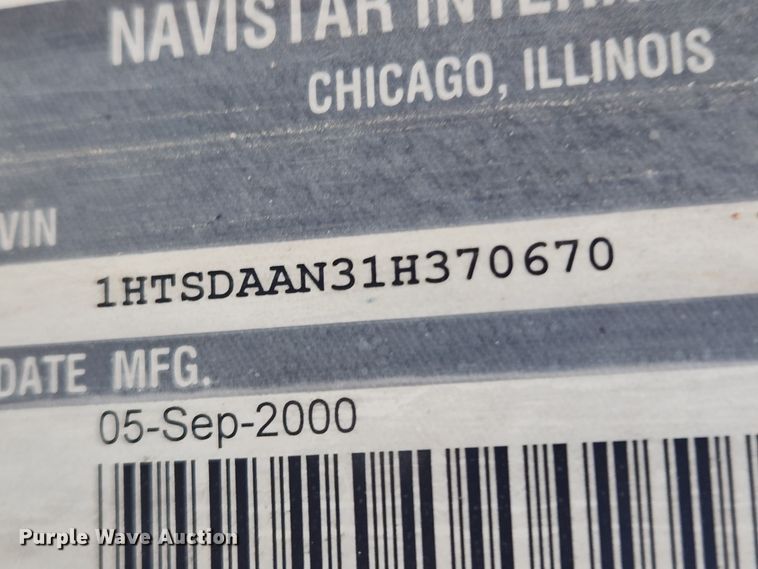 NAVISTAR
CHICAGO, ILLINOIS
VIN
1HTSDAAN31H370670
DATE MFG.
05-Sep-2000
Purple Wave Auction